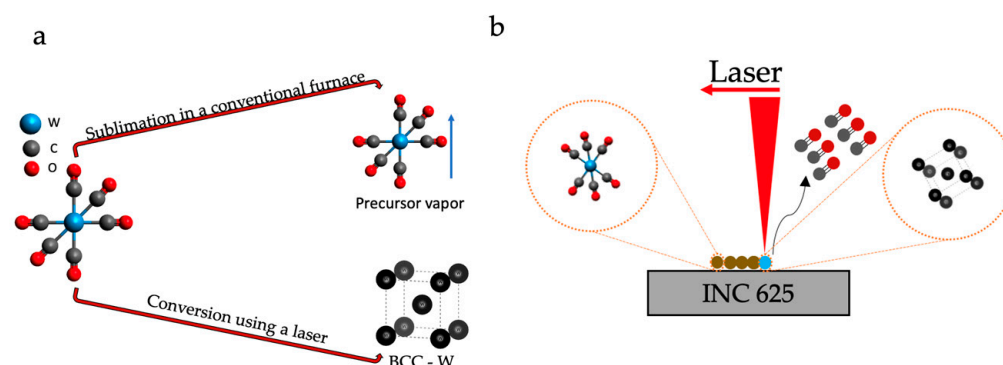 a
Sublimation in a conventional furnace
W
C
O
Precursor vapor
Conversion using a laser
BCC - W
b
Laser
INC 625